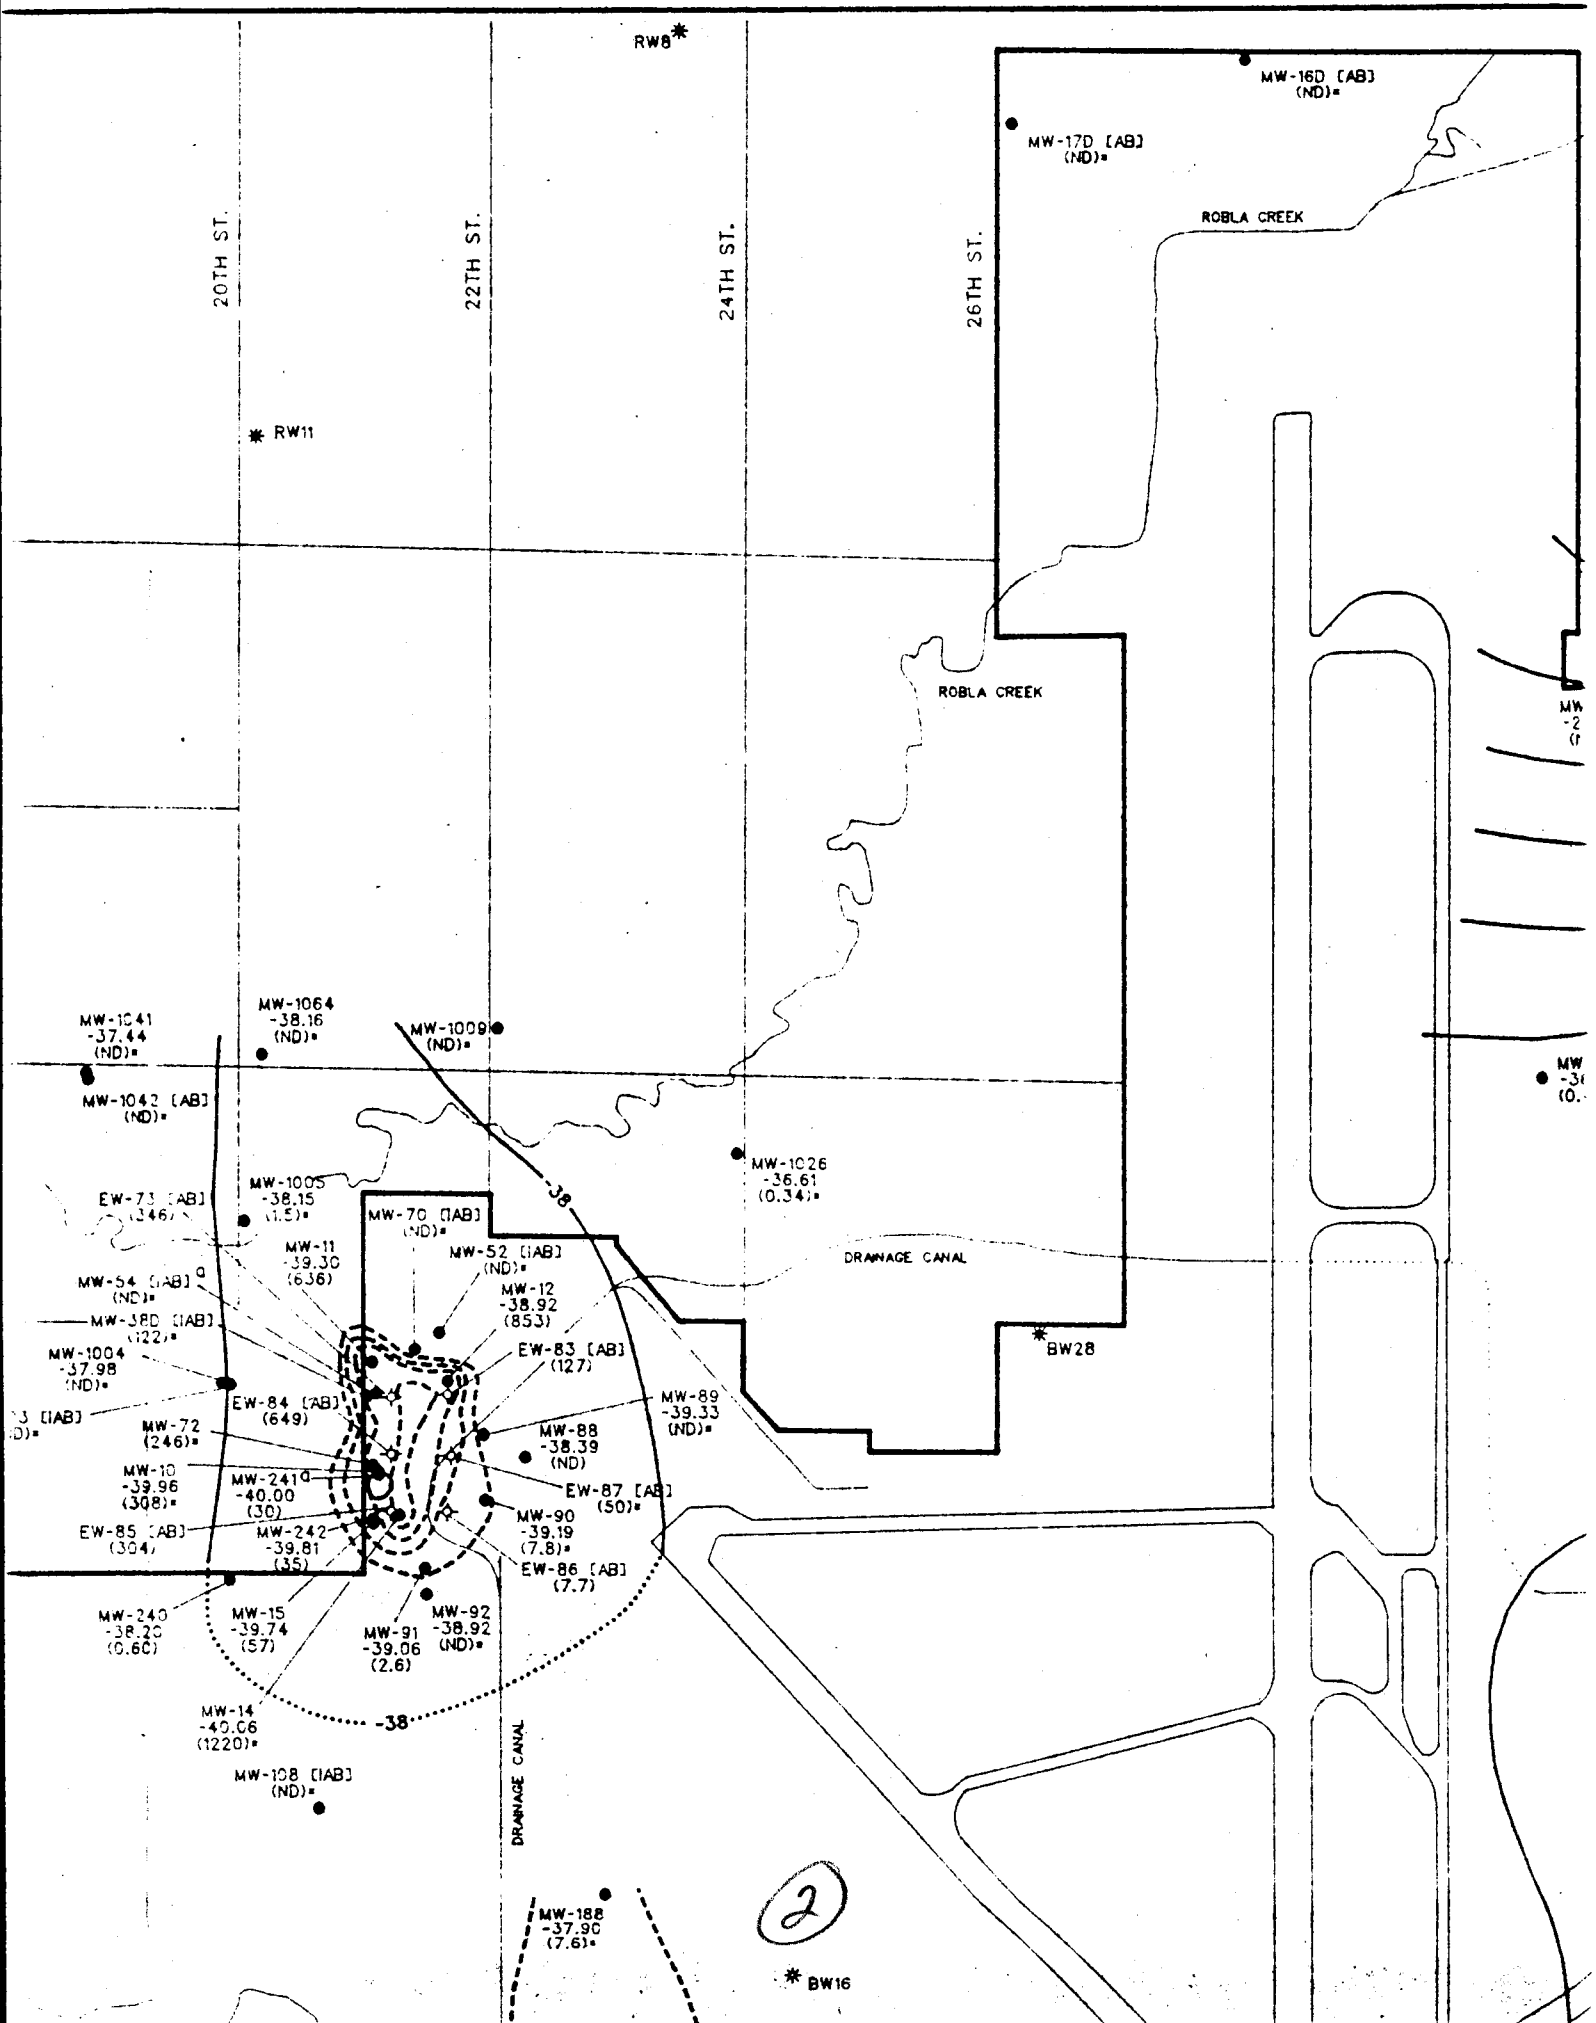 RW8
MW-16D [AB]
(ND)*
MW-17D [AB]
(ND)*
ROBLA CREEK
20TH ST.
22TH ST.
24TH ST.
26TH ST.
RW11
ROBLA CREEK
MW
-2
MW-1041
-37.44
(ND)*
MW-1064
-38.16
(ND)*
MW-1009
(ND)*
MW-1042 [AB]
(ND)*
MW
(0.
MW-1026
-36.61
(0.34)*
EW-73 [AB]
(346)
MW-1005
-38.15
(1.5)*
-38
MW-70 [IAB]
(ND)*
MW-11
-39.30
(636)
MW-52 [IAB]
(ND)*
DRAINAGE CANAL
MW-54 [IAB] a
(ND)*
MW-12
-38.92
(853)
MW-38D [IAB]
(122)*
MW-1004
-37.98
(ND)*
EW-83 [AB]
(127)
BW28
3 [IAB]
D)*
EW-84 [AB]
(649)
MW-89
-39.33
(ND)*
MW-72
(246)*
MW-88
-38.39
(ND)
MW-10
-39.96
(308)*
MW-241 a
-40.00
(30)
EW-87 [AB]
(50)*
MW-90
-39.19
(7.8)*
EW-85 [AB]
(304)
MW-242
-39.81
(35)
EW-86 [AB]
(7.7)
MW-240
-38.20
(0.60)
MW-15
-39.74
(57)
MW-91
-39.06
(2.6)
MW-92
-38.92
(ND)*
MW-14
-40.06
(1220)*
-38
MW-108 [IAB]
(ND)*
DRAINAGE CANAL
2
MW-188
-37.90
(7.6)*
BW16